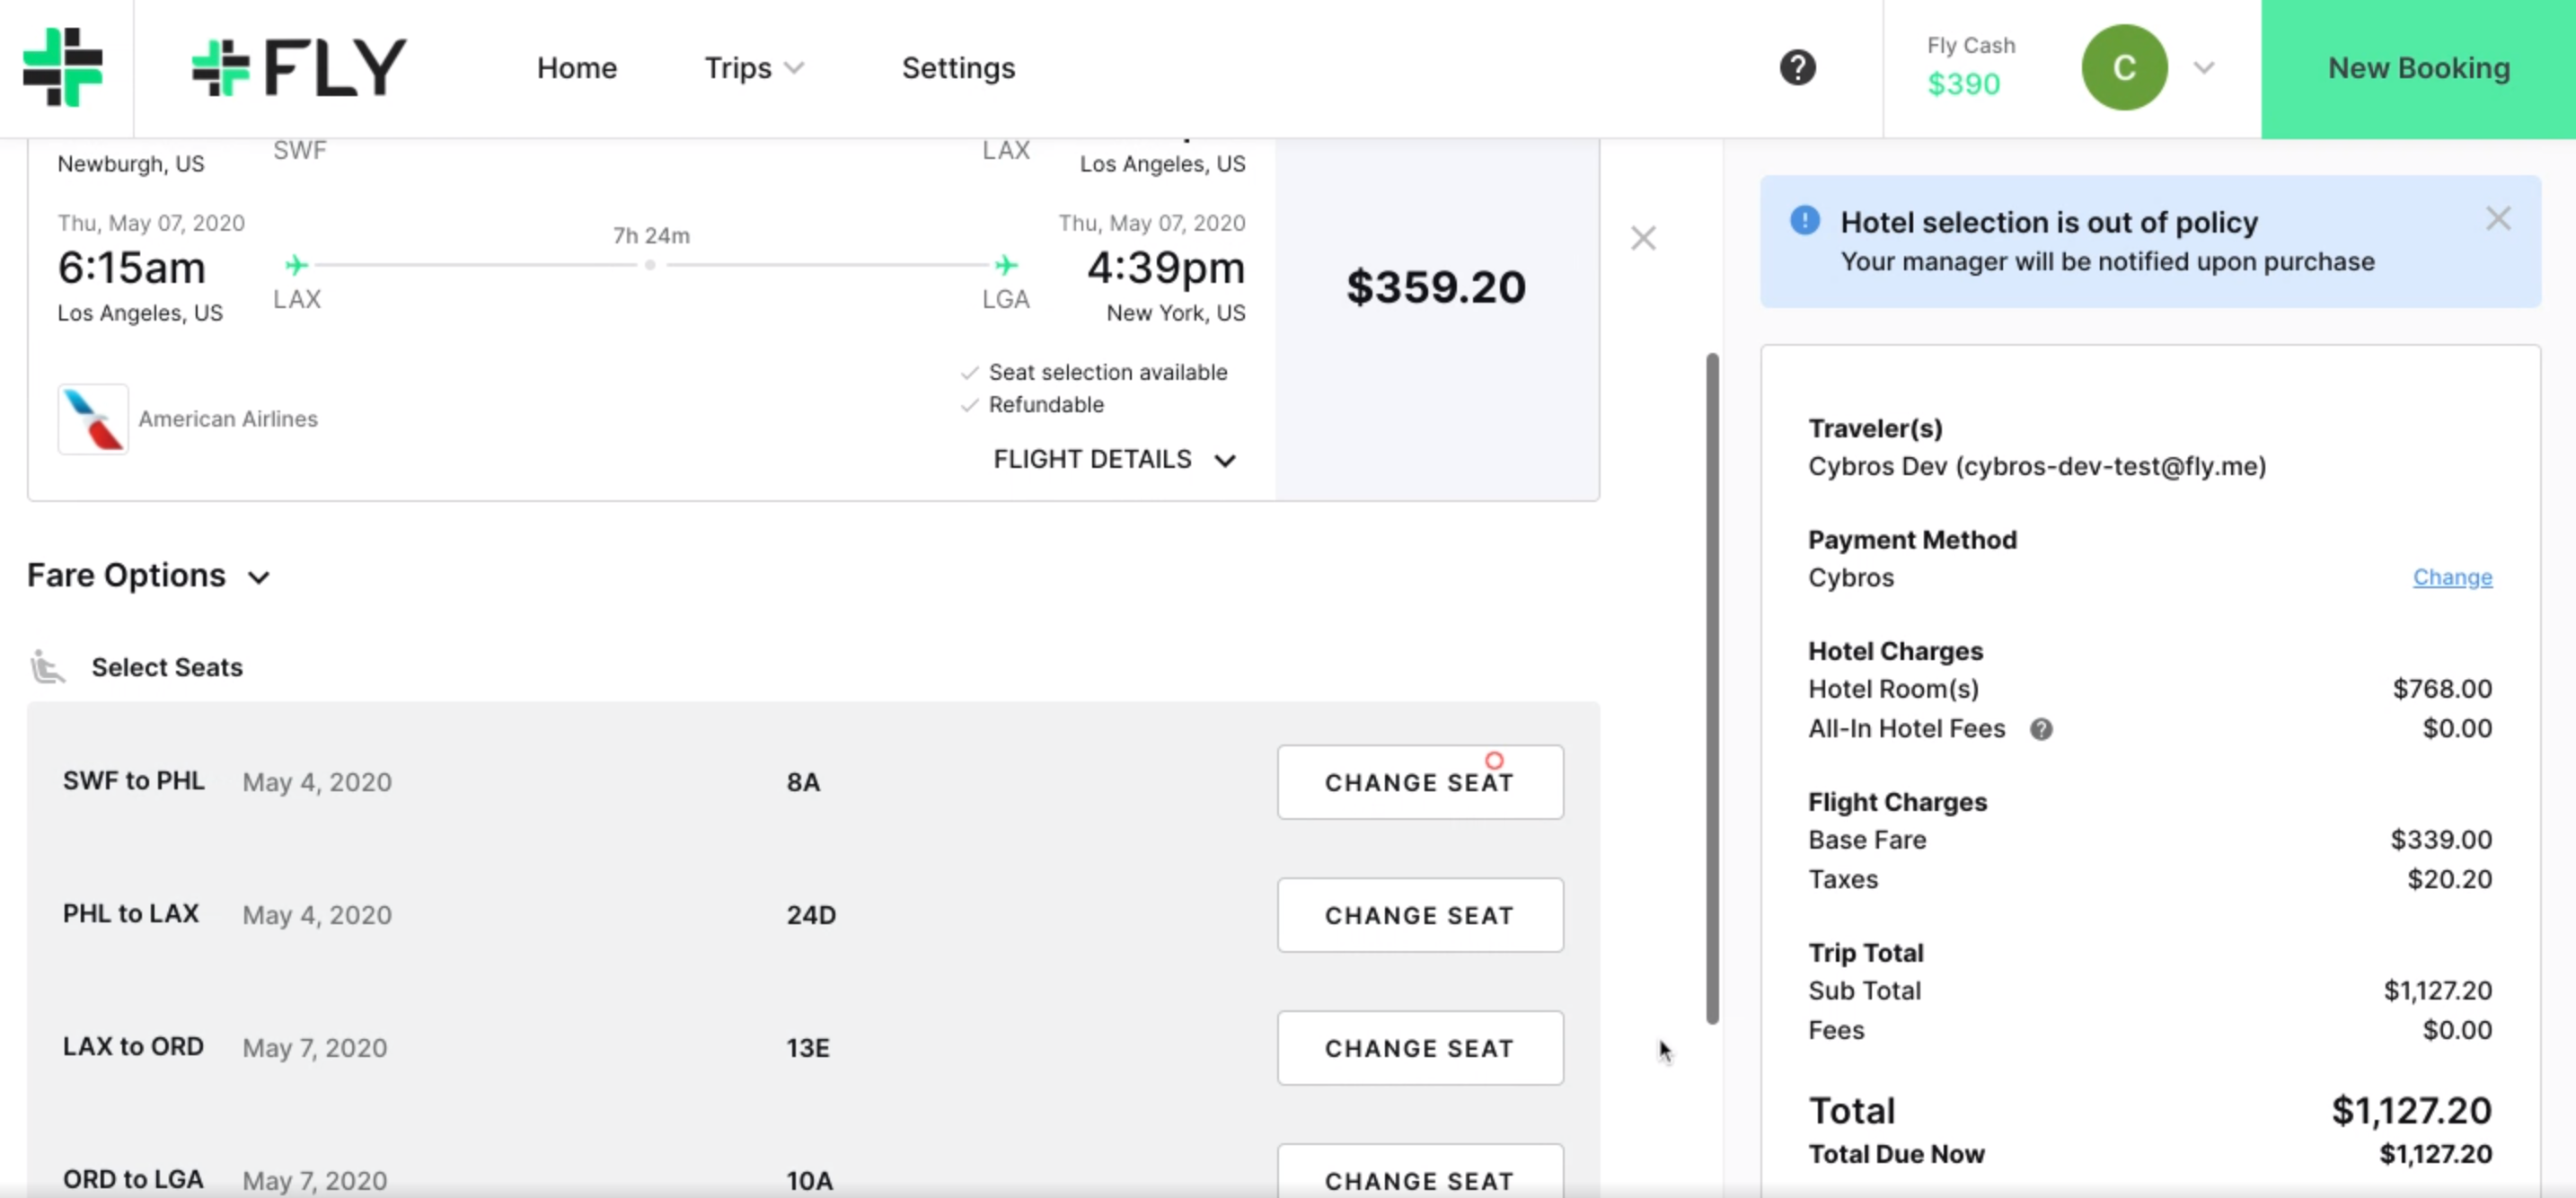 FLY
Home
Trips
Settings
?
Fly Cash
$390
C
New Booking
SWF
LAX
Newburgh, US
Los Angeles, US
Thu, May 07, 2020
Thu, May 07, 2020
7h 24m
6:15am
4:39pm
LAX
LGA
Los Angeles, US
New York, US
$359.20
Seat selection available
Refundable
American Airlines
FLIGHT DETAILS
Fare Options
Select Seats
SWF to PHL May 4, 2020 8A CHANGE SEAT
PHL to LAX May 4, 2020 24D CHANGE SEAT
LAX to ORD May 7, 2020 13E CHANGE SEAT
ORD to LGA May 7, 2020 10A CHANGE SEAT
! Hotel selection is out of policy
Your manager will be notified upon purchase
Traveler(s)
Cybros Dev (cybros-dev-test@fly.me)
Payment Method
Cybros Change
Hotel Charges
Hotel Room(s) $768.00
All-In Hotel Fees ? $0.00
Flight Charges
Base Fare $339.00
Taxes $20.20
Trip Total
Sub Total $1,127.20
Fees $0.00
Total $1,127.20
Total Due Now $1,127.20